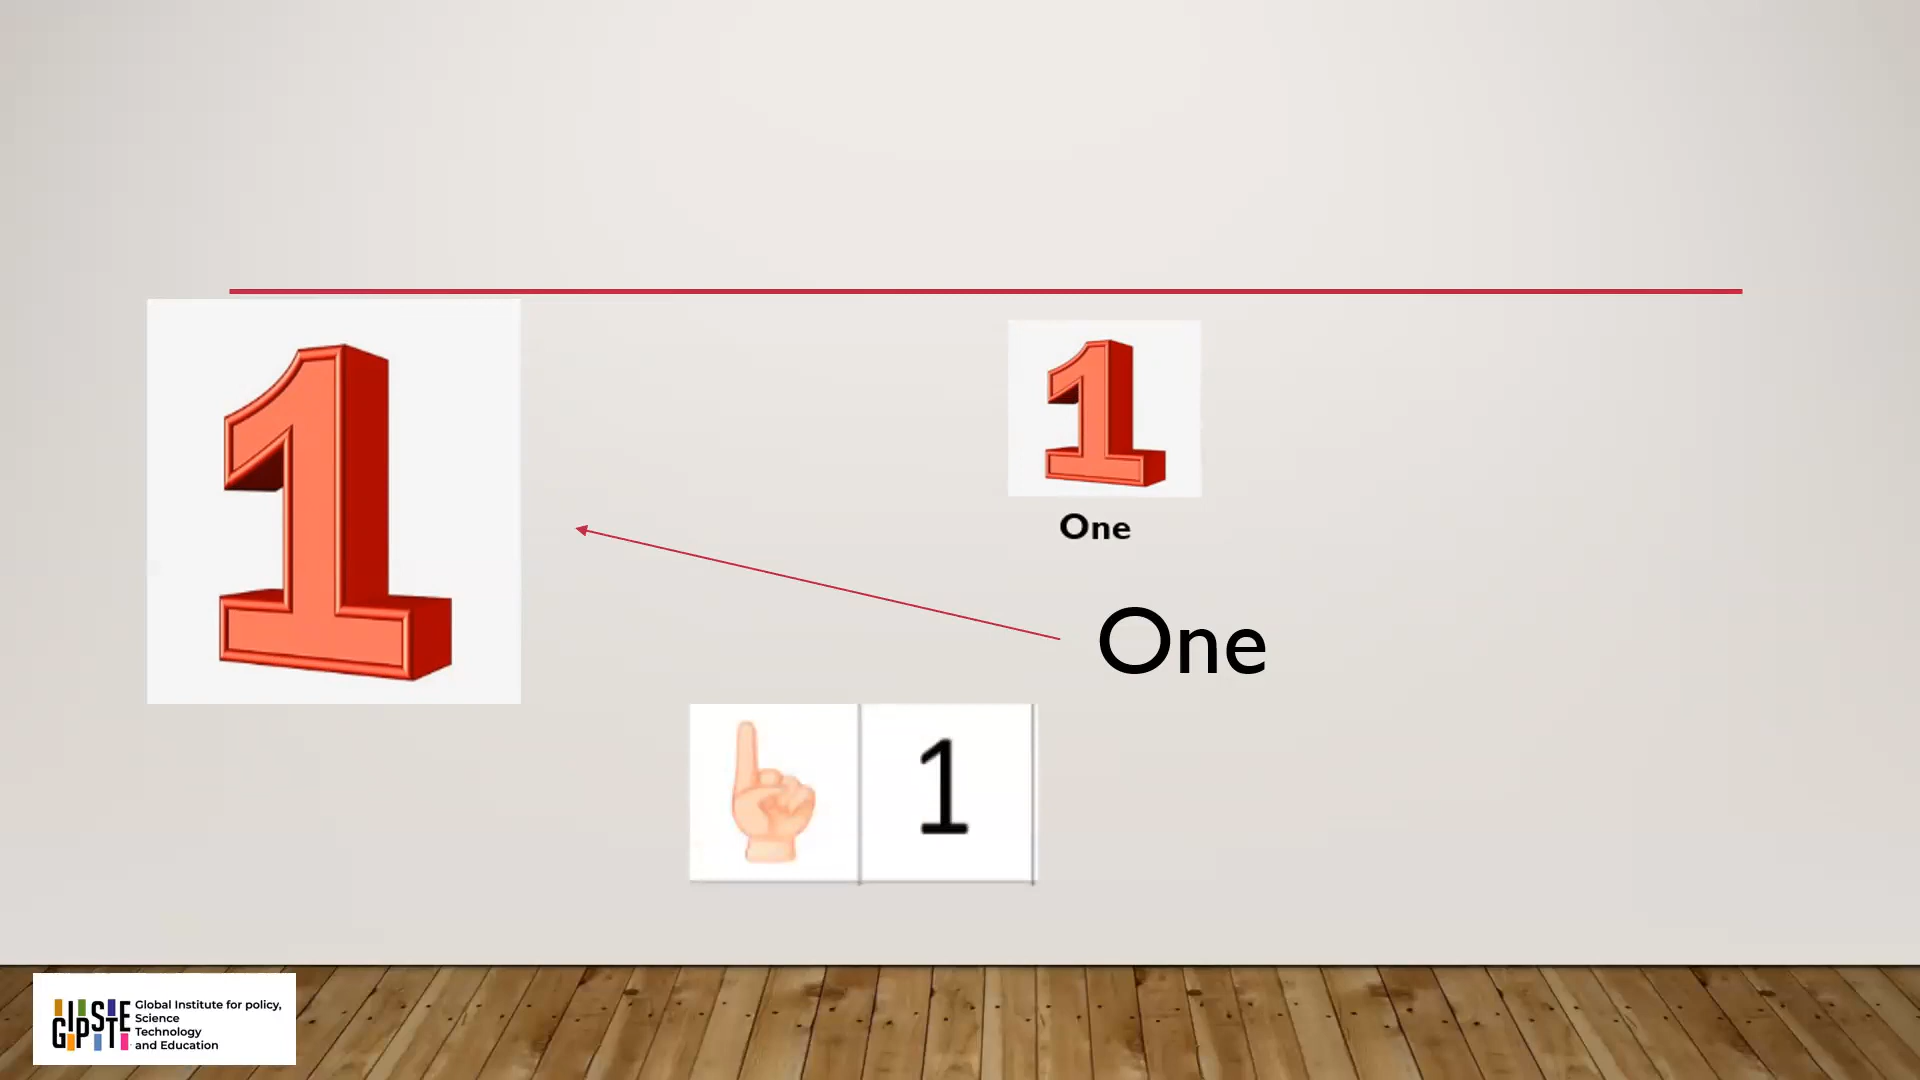 1
1
One
One
1
GIPSTE
Global Institute for policy,
Science
Technology
and Education